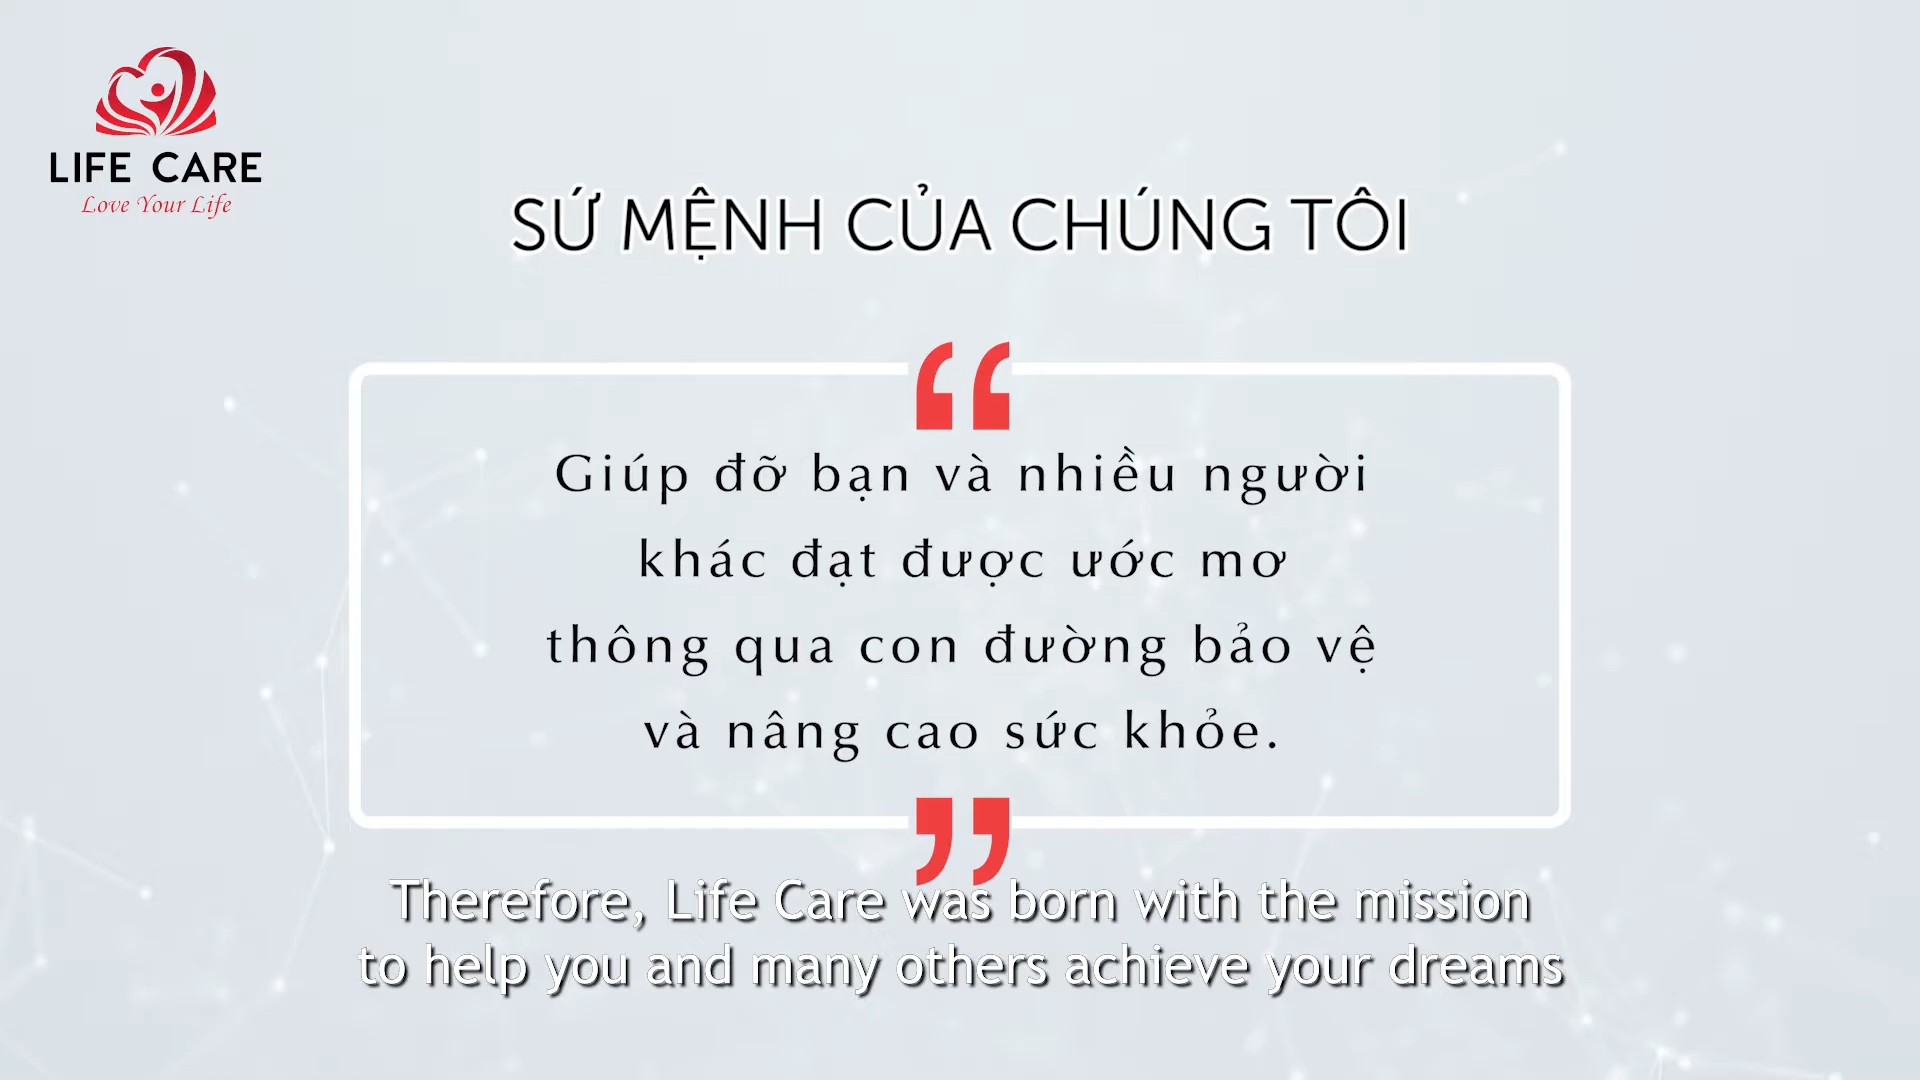 LIFE CARE
Love Your Life
SỨ MỆNH CỦA CHÚNG TÔI
“
Giúp đỡ bạn và nhiều người
khác đạt được ước mơ
thông qua con đường bảo vệ
và nâng cao sức khỏe.
”
Therefore, Life Care was born with the mission
to help you and many others achieve your dreams